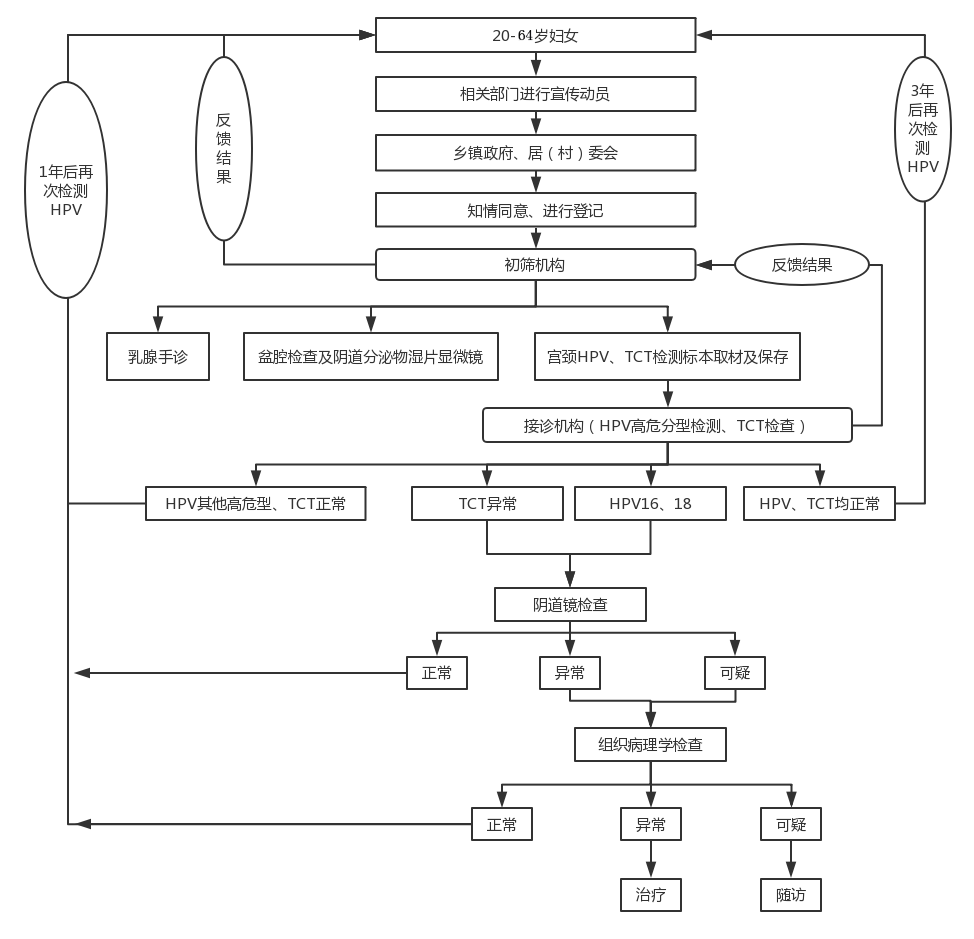 20-64岁妇女
相关部门进行宣传动员
乡镇政府、居（村）委会
知情同意、进行登记
初筛机构
反
馈
结
果
1年后再
次检测
HPV
3年
后再
次检
测
HPV
反馈结果
乳腺手诊
盆腔检查及阴道分泌物湿片显微镜
宫颈HPV、TCT检测标本取材及保存
接诊机构（HPV高危分型检测、TCT检查）
HPV其他高危型、TCT正常
TCT异常
HPV16、18
HPV、TCT均正常
阴道镜检查
正常
异常
可疑
组织病理学检查
正常
异常
可疑
治疗
随访